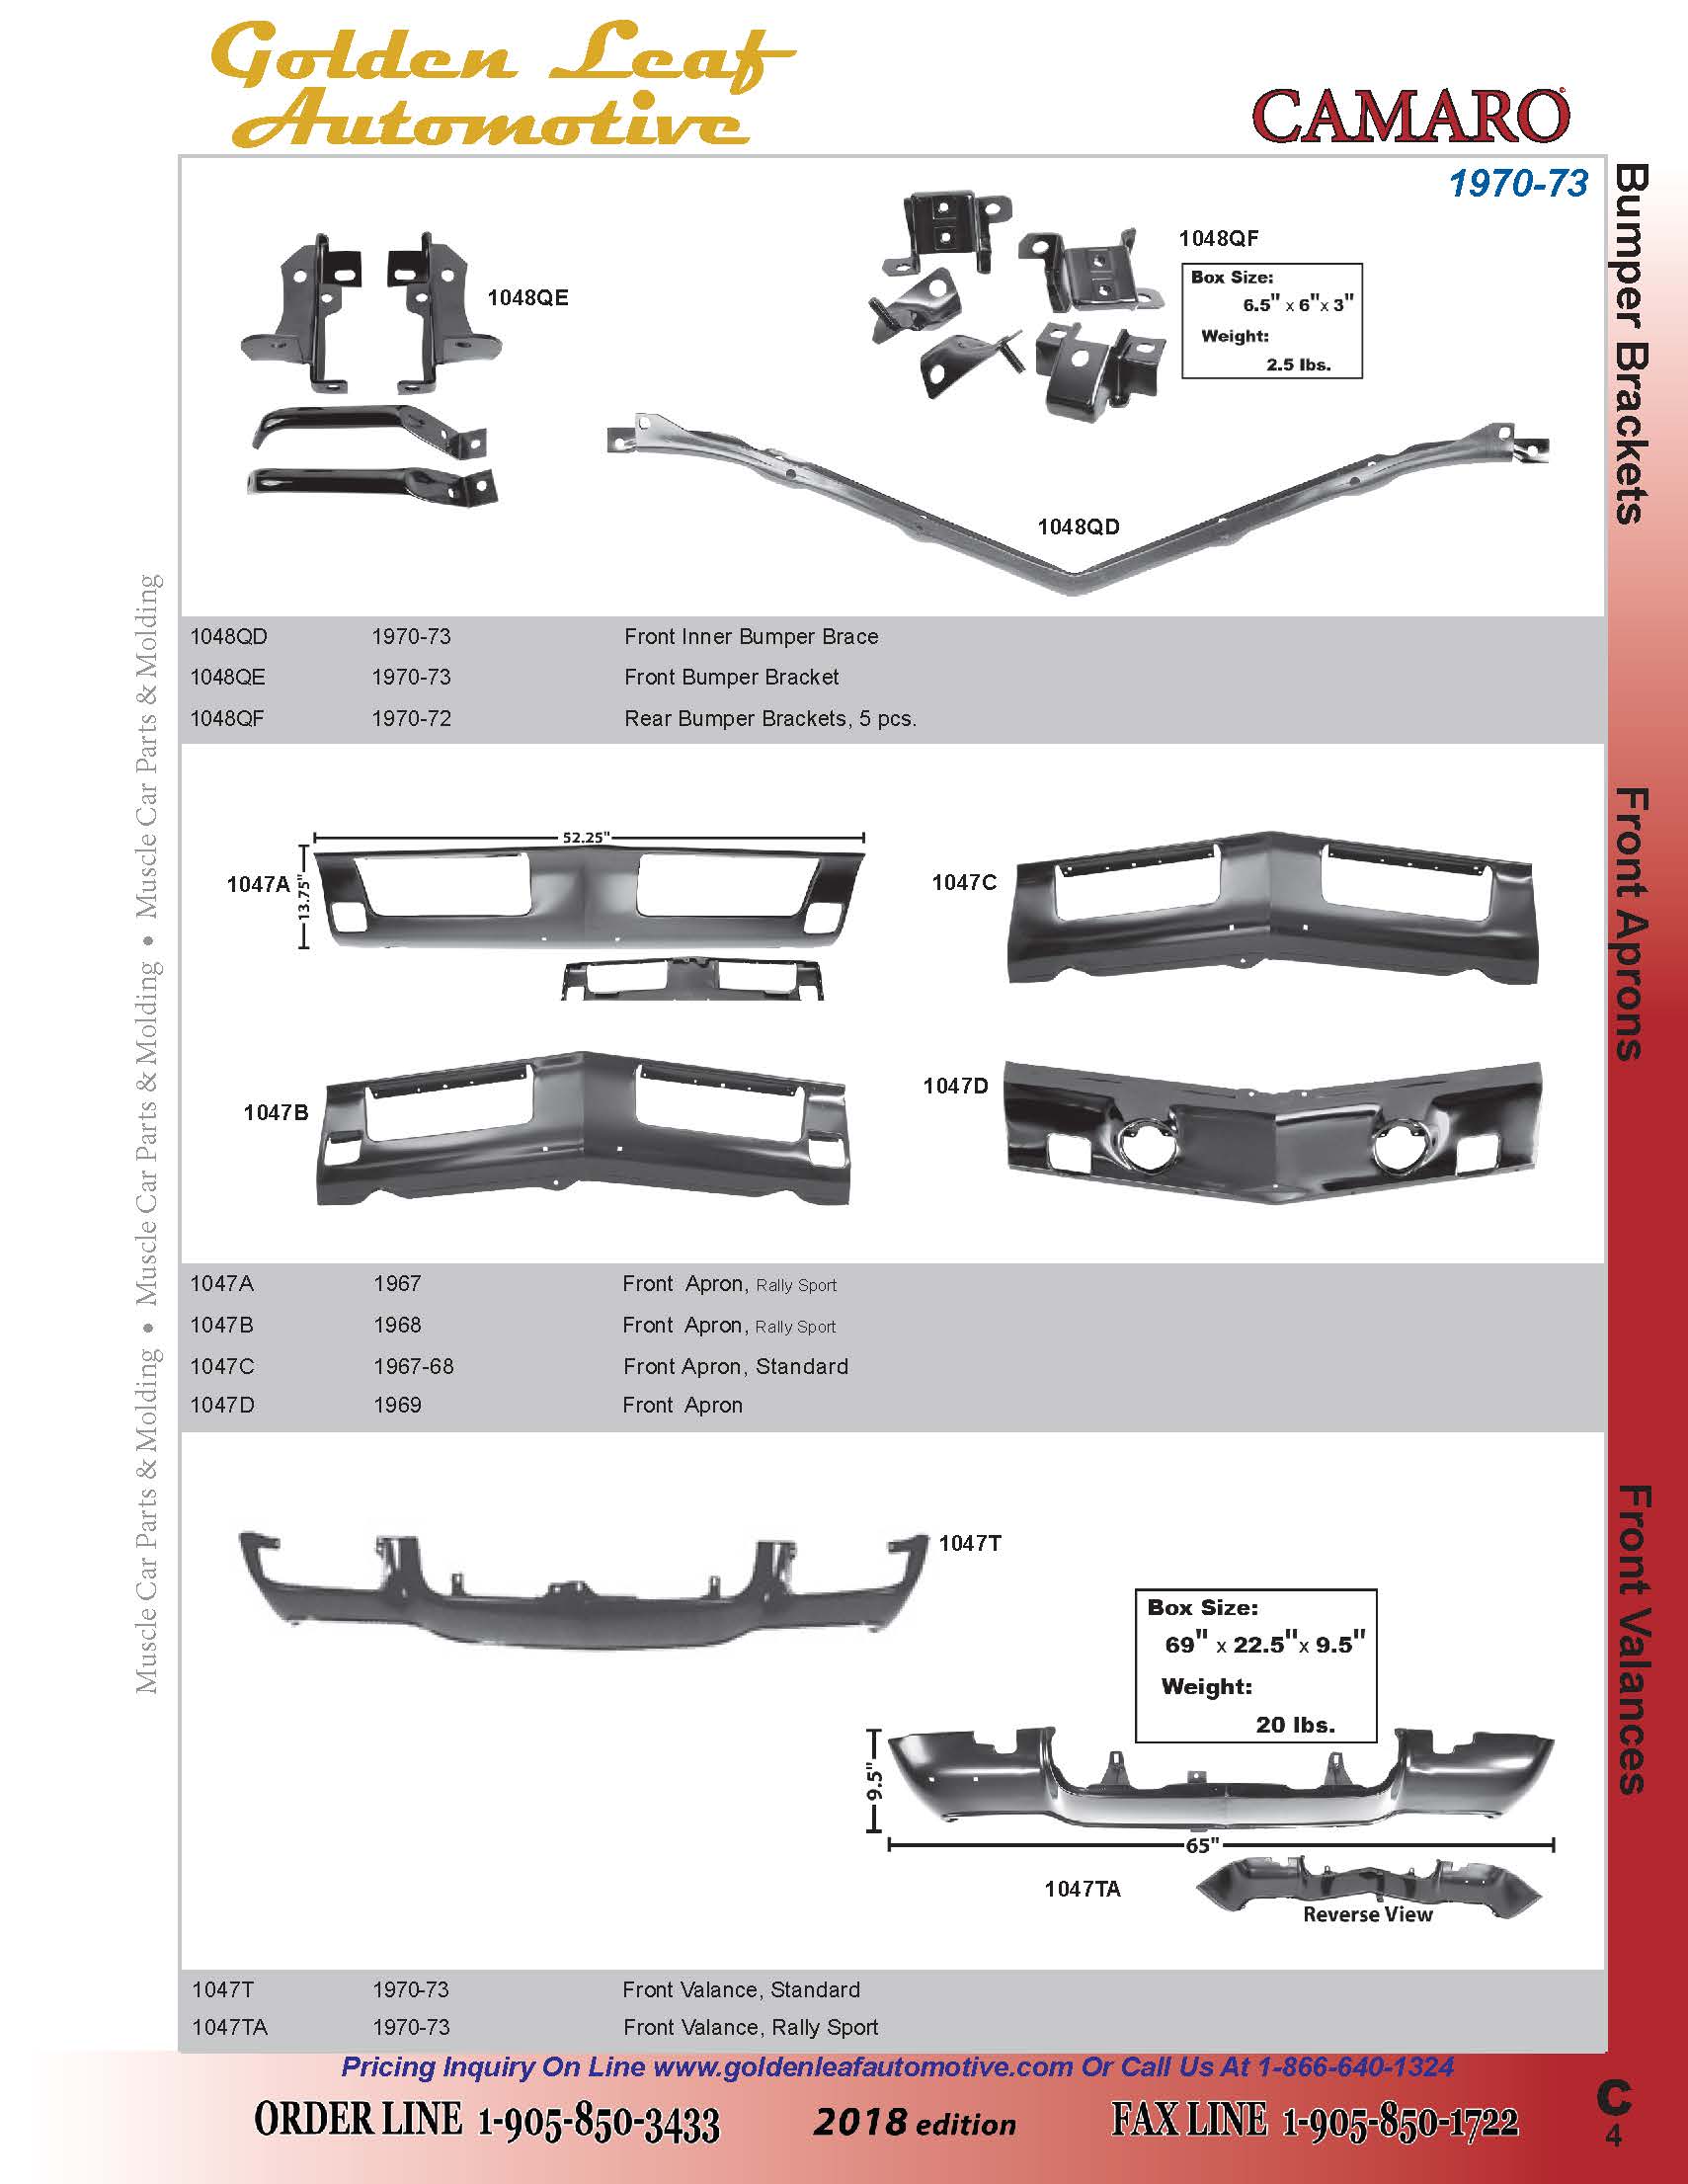 Golden Leaf
Automotive
CAMARO®
1970-73
Bumper Brackets
1048QE
1048QF
Box Size:
6.5" x 6"x 3"
Weight:
2.5 lbs.
1048QD
1048QD 1970-73 Front Inner Bumper Brace
1048QE 1970-73 Front Bumper Bracket
1048QF 1970-72 Rear Bumper Brackets, 5 pcs.
Front Aprons
52.25"
13.75"
1047A
1047C
1047B
1047D
1047A 1967 Front Apron, Rally Sport
1047B 1968 Front Apron, Rally Sport
1047C 1967-68 Front Apron, Standard
1047D 1969 Front Apron
Front Valances
1047T
Box Size:
69" x 22.5"x 9.5"
Weight:
20 lbs.
9.5"
65"
1047TA
Reverse View
1047T 1970-73 Front Valance, Standard
1047TA 1970-73 Front Valance, Rally Sport
Muscle Car Parts & Molding • Muscle Car Parts & Molding • Muscle Car Parts & Molding
Pricing Inquiry On Line www.goldenleafautomotive.com Or Call Us At 1-866-640-1324
ORDER LINE 1-905-850-3433 2018 edition FAX LINE 1-905-850-1722
C
4